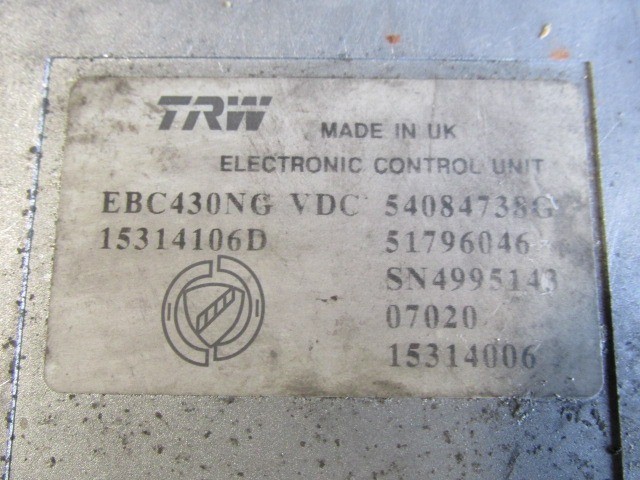 TRW MADE IN UK
ELECTRONIC CONTROL UNIT
EBC430NG VDC 54084738G
15314106D 51796046
SN4995143
07020
15314006